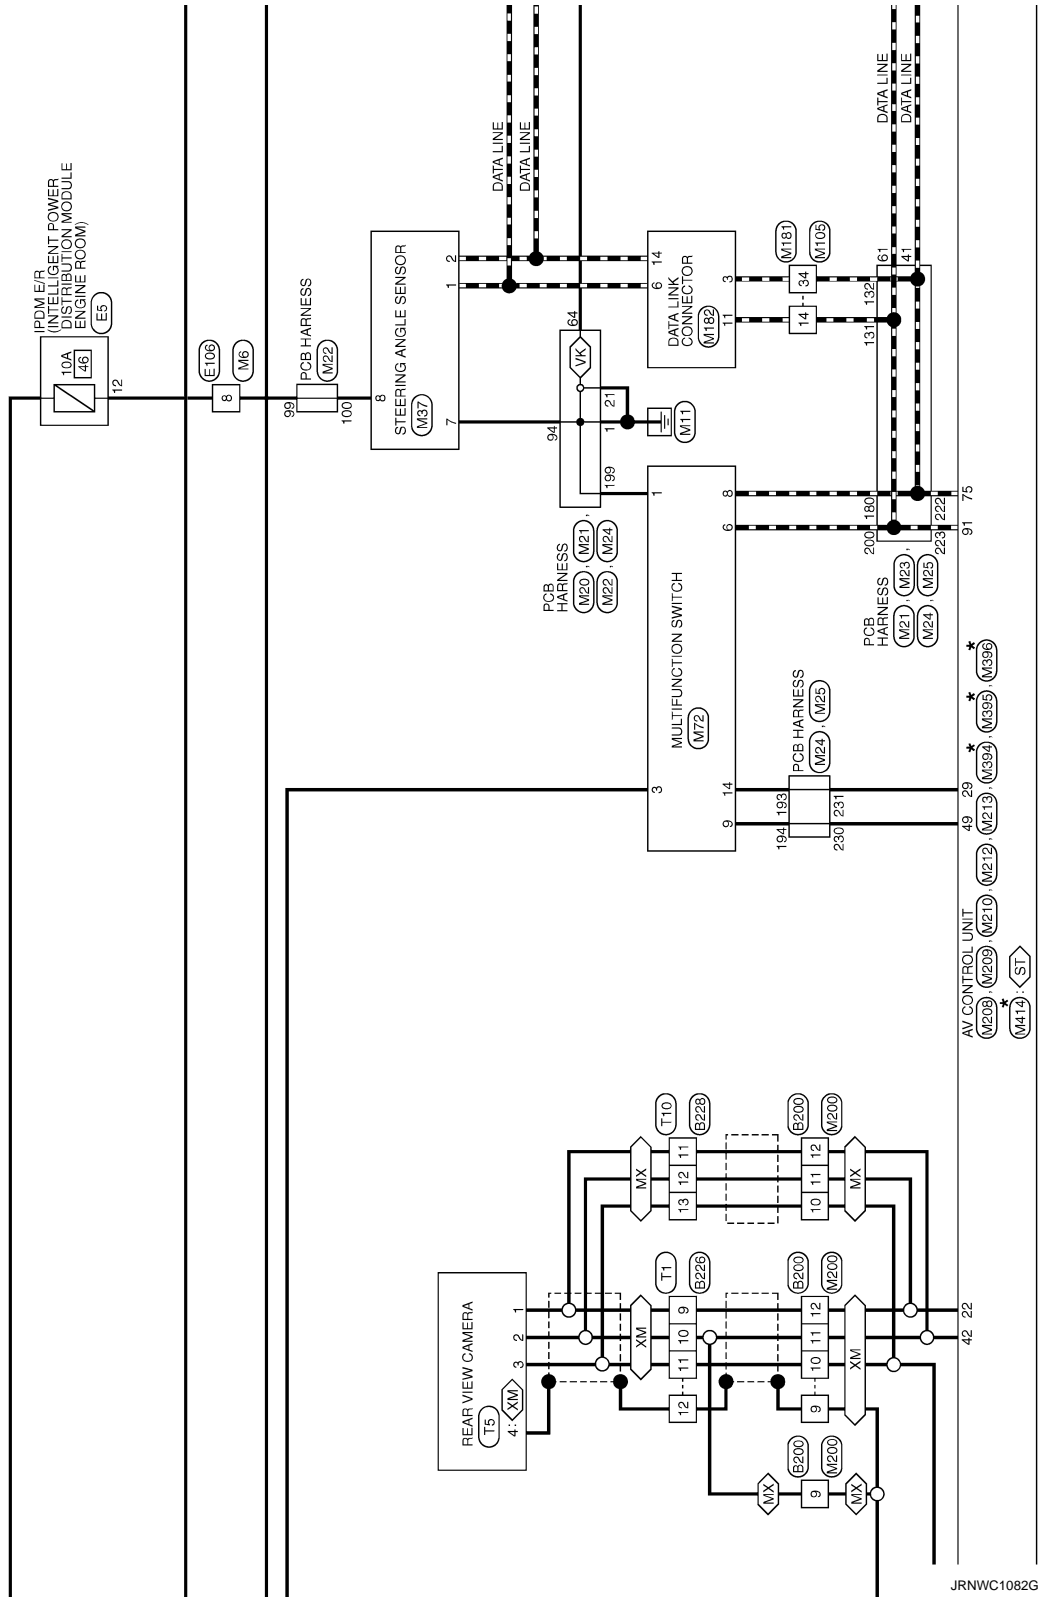 IPDM E/R
(INTELLIGENT POWER
DISTRIBUTION MODULE
ENGINE ROOM)
E5
10A
46
12
E106
M6
8
PCB HARNESS
M22
99
100
8
STEERING ANGLE SENSOR
M37
7
1
2
DATA LINE
DATA LINE
94
64
VK
21
1
199
M11
PCB
HARNESS
M20 , M21 ,
M22 , M24
6
14
DATA LINK
CONNECTOR
M182
11
3
M181
M105
14
34
DATA LINE
DATA LINE
61
41
131
132
200
180
223
222
91
75
PCB
HARNESS
M21 , M23 ,
M24 , M25
1
8
6
MULTIFUNCTION SWITCH
M72
3
14
9
PCB HARNESS
M24 , M25
194
193
230
231
49
29
AV CONTROL UNIT
M208 , M209 , M210 , M212 , M213 , M394* , M395* , M396*
M414* : ST
REAR VIEW CAMERA
T5
4 : XM
3
2
1
MX
T10
B228
13
12
11
B200
M200
10
11
12
MX
XM
T1
B226
12
11
10
9
B200
M200
9
10
11
12
XM
MX
B200
M200
9
MX
42
22
JRNWC1082G